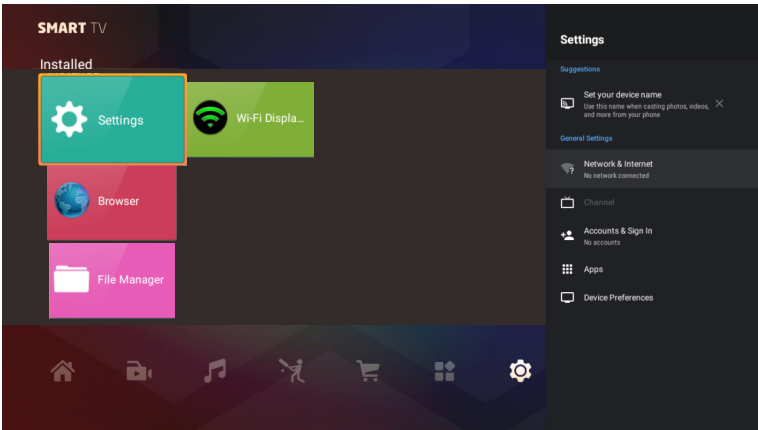 SMART TV
Installed
Installed
Settings
Wi-Fi Displa...
Browser
File Manager
Settings
Suggestions
Set your device name
Use this name when casting photos, videos,
and more from your phone
General Settings
Network & Internet
No network connected
Channel
Accounts & Sign In
No accounts
Apps
Device Preferences